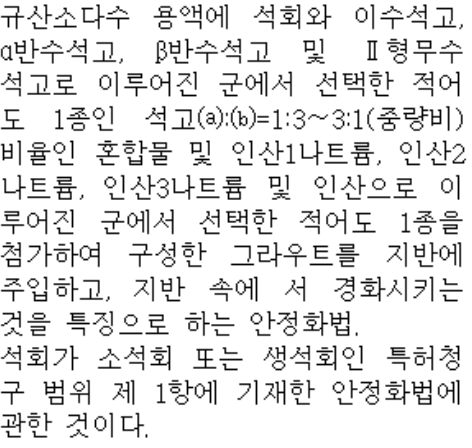 규산소다수 용액에 석회와 이수석고,
α반수석고, β반수석고 및 Ⅱ형무수
석고로 이루어진 군에서 선택한 적어
도 1종인 석고⒜:⒝=1:3~3:1(중량비)
비율인 혼합물 및 인산1나트륨, 인산2
나트륨, 인산3나트륨 및 인산으로 이
루어진 군에서 선택한 적어도 1종을
첨가하여 구성한 그라우트를 지반에
주입하고, 지반 속에 서 경화시키는
것을 특징으로 하는 안정화법.
석회가 소석회 또는 생석회인 특허청
구 범위 제 1항에 기재한 안정화법에
관한 것이다.